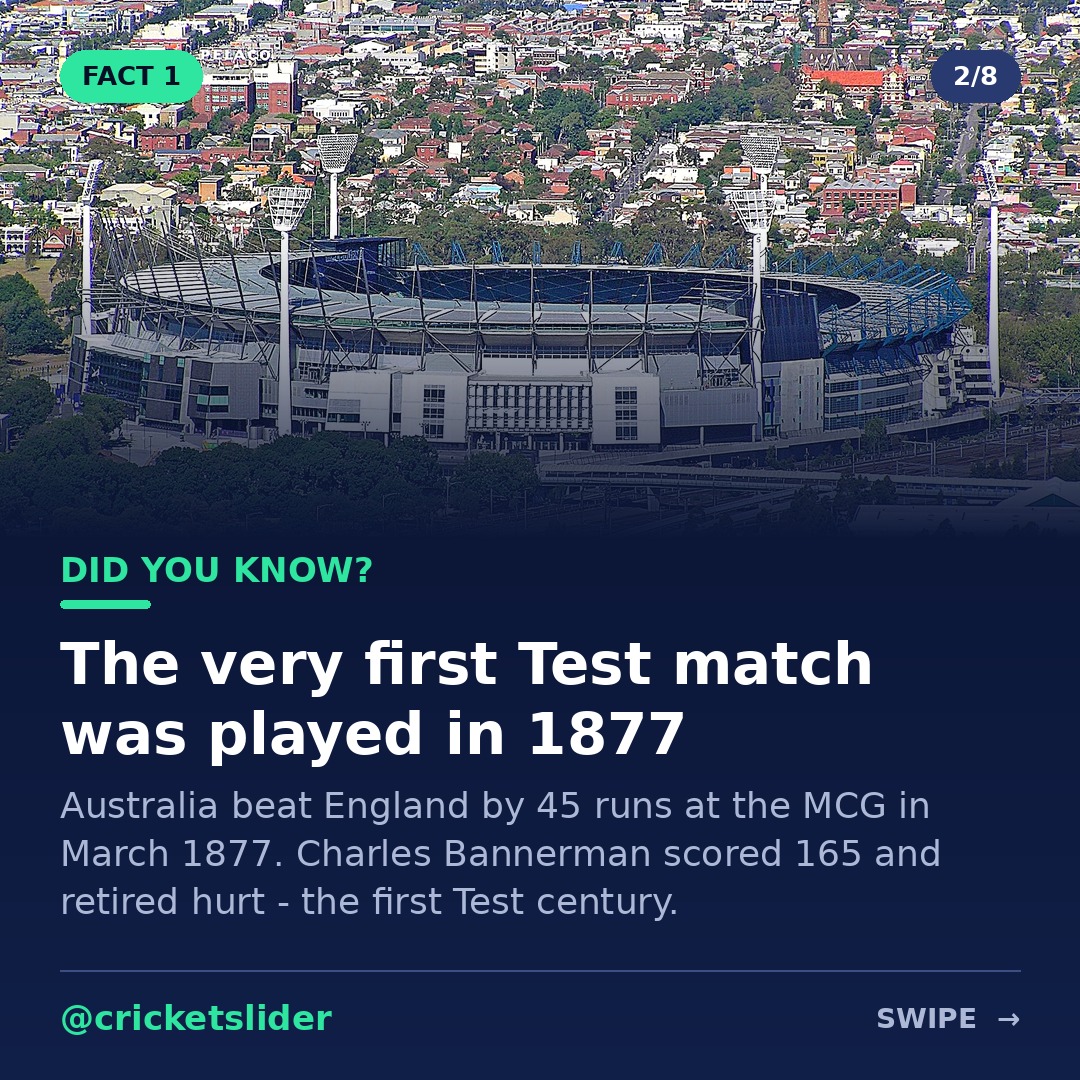 FACT 1
2/8
DID YOU KNOW?
The very first Test match
was played in 1877
Australia beat England by 45 runs at the MCG in
March 1877. Charles Bannerman scored 165 and
retired hurt - the first Test century.
@cricketslider
SWIPE →